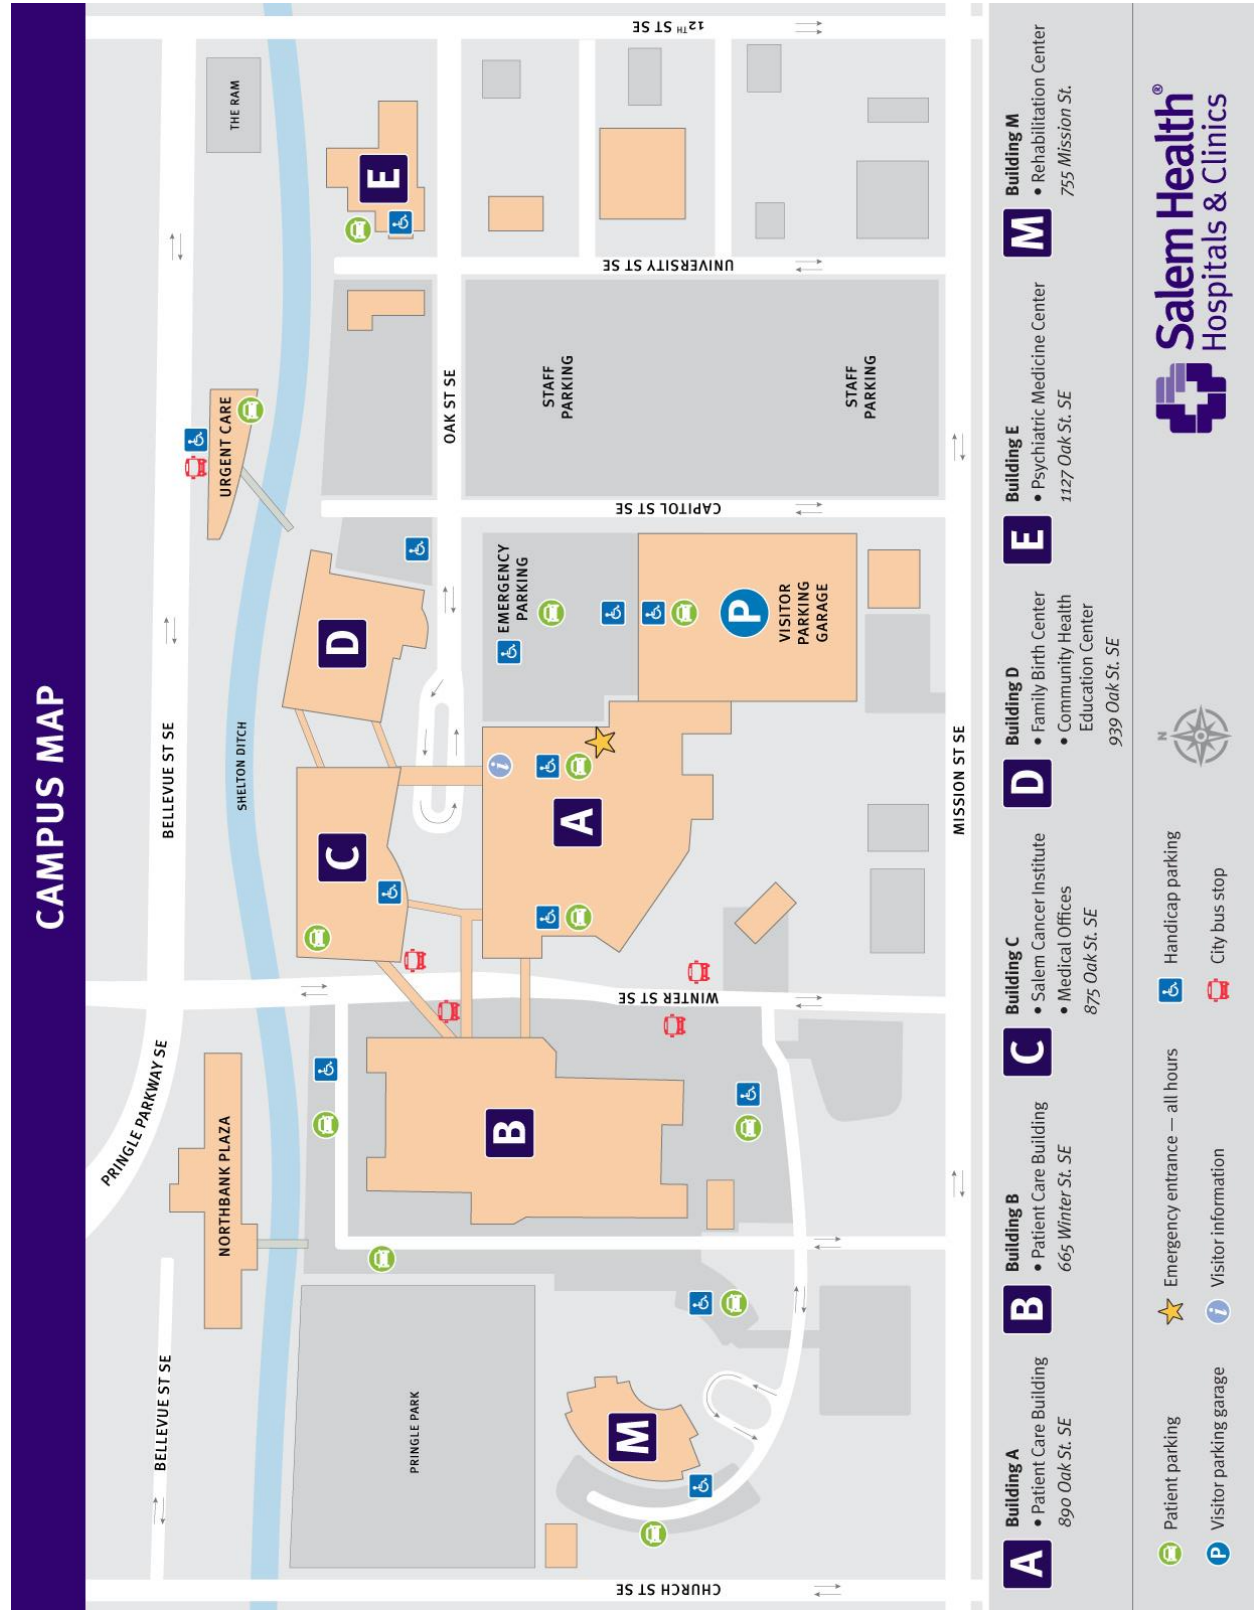 CAMPUS MAP
PRINGLE PARKWAY SE
BELLEVUE ST SE
BELLEVUE ST SE
NORTHBANK PLAZA
URGENT CARE
THE RAM
SHELTON DITCH
PRINGLE PARK
C
D
E
OAK ST SE
B
A
M
EMERGENCY
PARKING
STAFF
PARKING
P
VISITOR
PARKING
GARAGE
STAFF
PARKING
CHURCH ST SE
WINTER ST SE
CAPITOL ST SE
UNIVERSITY ST SE
12TH ST SE
MISSION ST SE
A
Building A
• Patient Care Building
890 Oak St. SE
B
Building B
• Patient Care Building
665 Winter St. SE
C
Building C
• Salem Cancer Institute
• Medical Offices
875 Oak St. SE
D
Building D
• Family Birth Center
• Community Health
Education Center
939 Oak St. SE
E
Building E
• Psychiatric Medicine Center
1127 Oak St. SE
M
Building M
• Rehabilitation Center
755 Mission St.
Patient parking
Emergency entrance — all hours
Handicap parking
P Visitor parking garage
i Visitor information
City bus stop
N
Salem Health®
Hospitals & Clinics